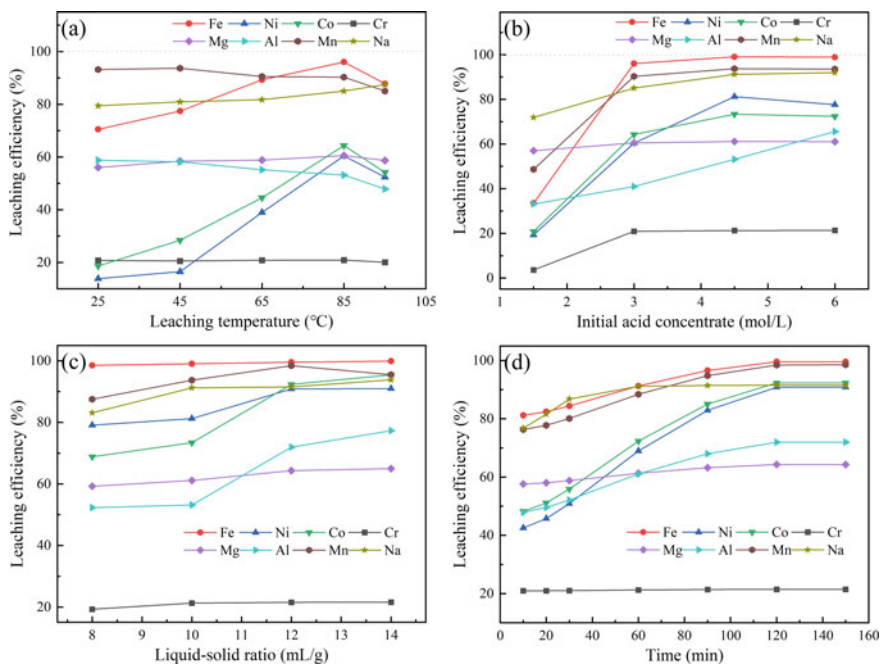 (a)
Fe Ni Co Cr
Mg Al Mn Na
Leaching efficiency (%)
100
80
60
40
20
25 45 65 85 105
Leaching temperature (°C)
(b)
Fe Ni Co Cr
Mg Al Mn Na
Leaching efficiency (%)
100
80
60
40
20
0
1 2 3 4 5 6
Initial acid concentrate (mol/L)
(c)
Leaching efficiency (%)
100
80
60
40
20
Fe Ni Co Cr
Mg Al Mn Na
8 9 10 11 12 13 14
Liquid-solid ratio (mL/g)
(d)
Leaching efficiency (%)
100
80
60
40
20
Fe Ni Co Cr
Mg Al Mn Na
0 20 40 60 80 100 120 140 160
Time (min)